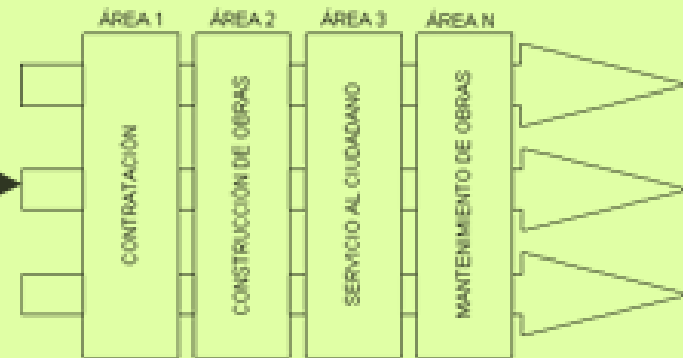 ÁREA 1
ÁREA 2
ÁREA 3
ÁREA N
CONTRATACIÓN
CONSTRUCCIÓN DE OBRAS
SERVICIO AL CIUDADANO
MANTENIMIENTO DE OBRAS